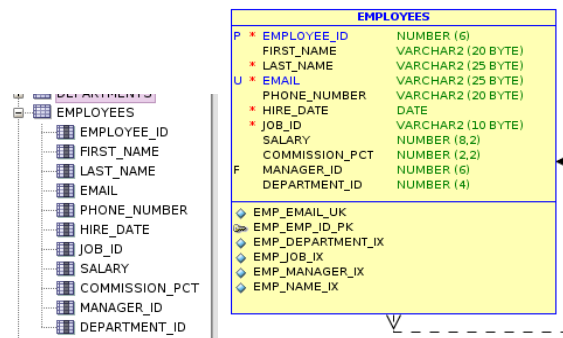 DEPARTMENTS
EMPLOYEES
EMPLOYEE_ID
FIRST_NAME
LAST_NAME
EMAIL
PHONE_NUMBER
HIRE_DATE
JOB_ID
SALARY
COMMISSION_PCT
MANAGER_ID
DEPARTMENT_ID
EMPLOYEES
P * EMPLOYEE_ID NUMBER (6)
FIRST_NAME VARCHAR2 (20 BYTE)
* LAST_NAME VARCHAR2 (25 BYTE)
U * EMAIL VARCHAR2 (25 BYTE)
PHONE_NUMBER VARCHAR2 (20 BYTE)
* HIRE_DATE DATE
* JOB_ID VARCHAR2 (10 BYTE)
SALARY NUMBER (8,2)
COMMISSION_PCT NUMBER (2,2)
F MANAGER_ID NUMBER (6)
DEPARTMENT_ID NUMBER (4)
EMP_EMAIL_UK
EMP_EMP_ID_PK
EMP_DEPARTMENT_IX
EMP_JOB_IX
EMP_MANAGER_IX
EMP_NAME_IX